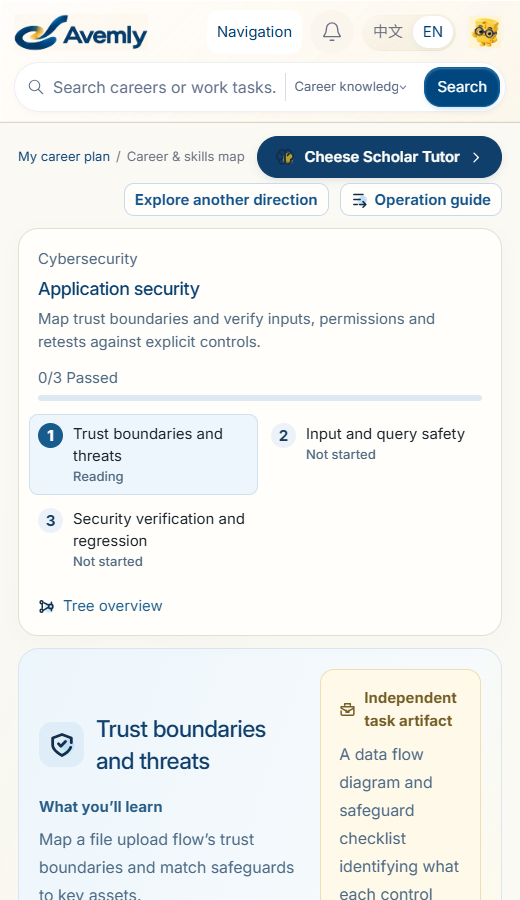 Avemly
Navigation
中文
EN
Search careers or work tasks.
Career knowledg
Search
My career plan / Career & skills map
Cheese Scholar Tutor
Explore another direction
Operation guide
Cybersecurity
Application security
Map trust boundaries and verify inputs, permissions and
retests against explicit controls.
0/3 Passed
1
Trust boundaries and
threats
Reading
2
Input and query safety
Not started
3
Security verification and
regression
Not started
Tree overview
Trust boundaries
and threats
What you’ll learn
Map a file upload flow’s trust
boundaries and match safeguards
to key assets.
Independent
task artifact
A data flow
diagram and
safeguard
checklist
identifying what
each control